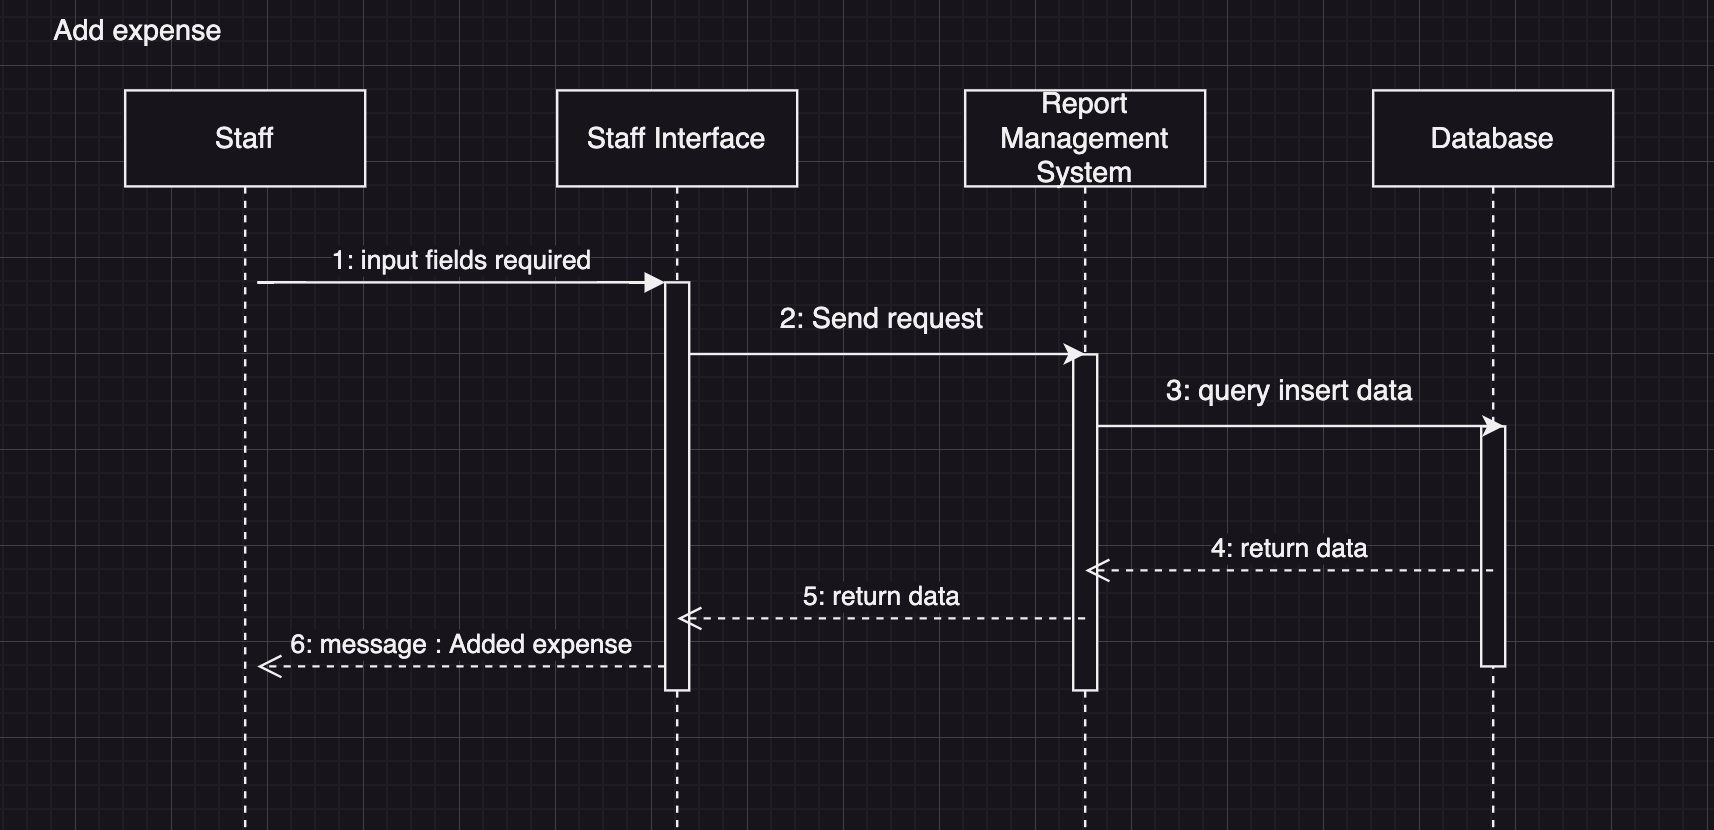 Add expense
Staff
Staff Interface
Report
Management
System
Database
1: input fields required
2: Send request
3: query insert data
4: return data
5: return data
6: message : Added expense